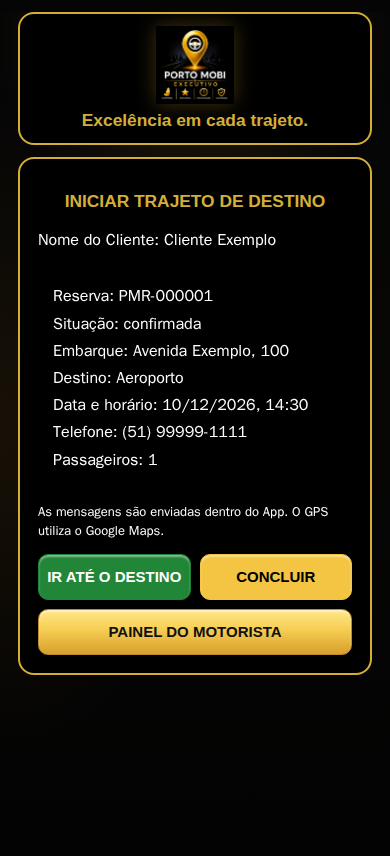 PORTO MOBI
EXECUTIVO
Excelência em cada trajeto.
INICIAR TRAJETO DE DESTINO
Nome do Cliente: Cliente Exemplo
Reserva: PMR-000001
Situação: confirmada
Embarque: Avenida Exemplo, 100
Destino: Aeroporto
Data e horário: 10/12/2026, 14:30
Telefone: (51) 99999-1111
Passageiros: 1
As mensagens são enviadas dentro do App. O GPS
utiliza o Google Maps.
IR ATÉ O DESTINO CONCLUIR
PAINEL DO MOTORISTA